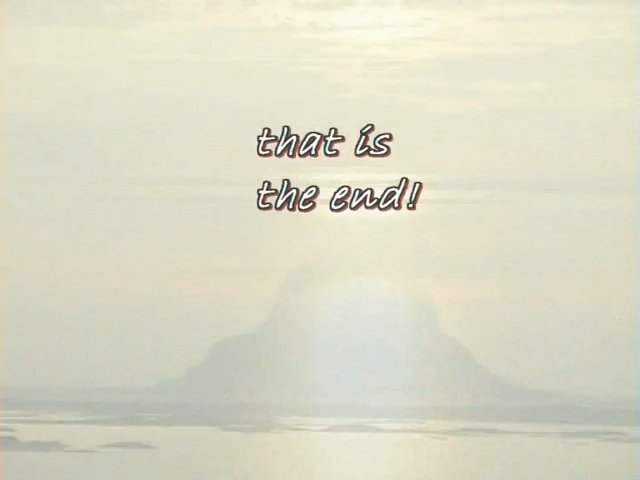 that is
the end!